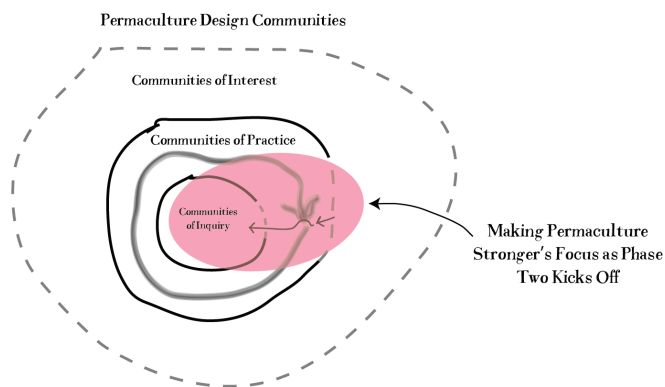 Permaculture Design Communities
Communities of Interest
Communities of Practice
Communities
of Inquiry
Making Permaculture
Stronger's Focus as Phase
Two Kicks Off